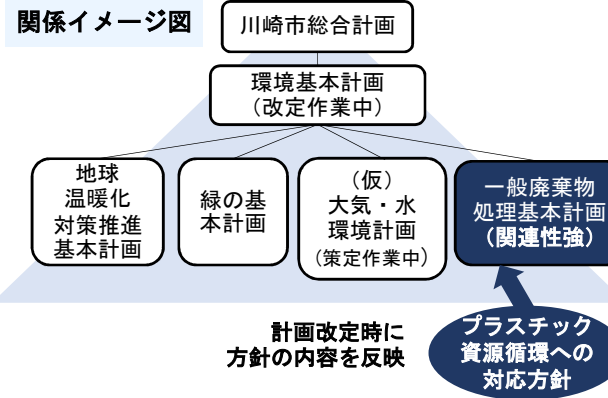 関係イメージ図
川崎市総合計画
環境基本計画
（改定作業中）
地球
温暖化
対策推進
基本計画
緑の基
本計画
（仮）
大気・水
環境計画
（策定作業中）
一般廃棄物
処理基本計画
（関連性強）
計画改定時に
方針の内容を反映
プラスチック
資源循環への
対応方針